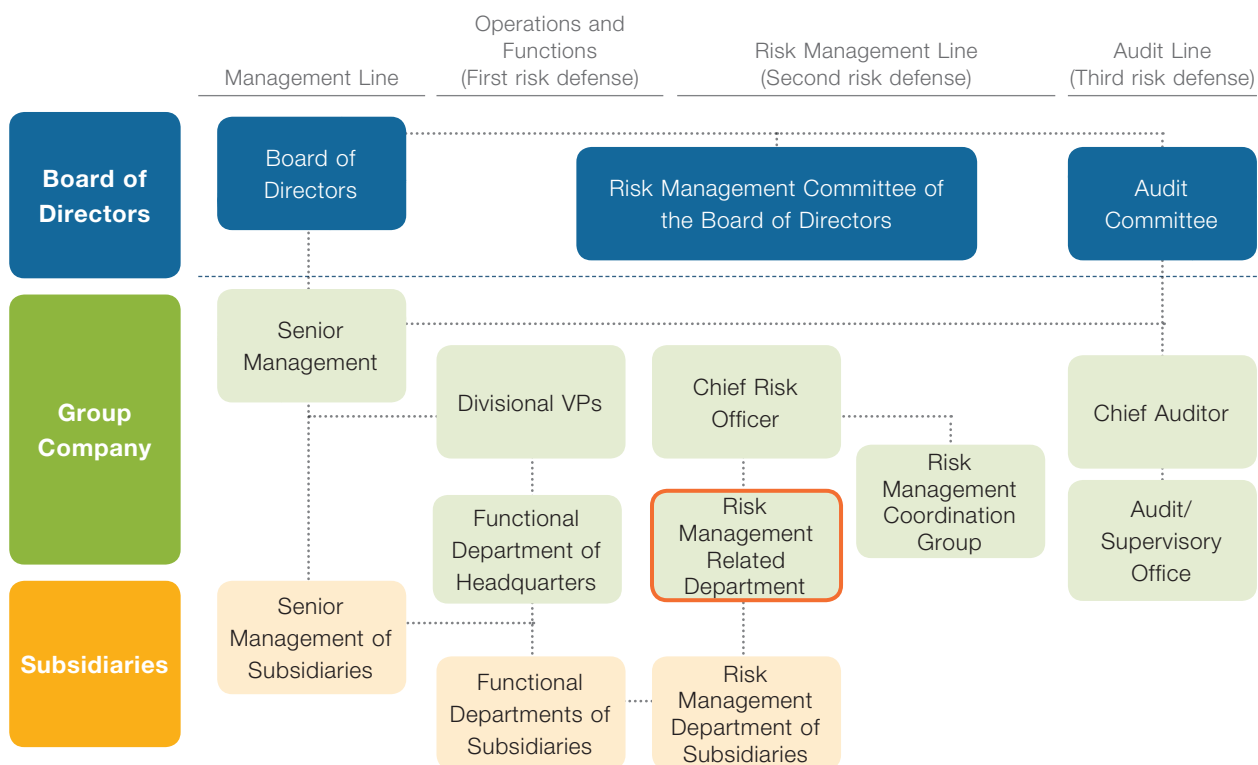 Management Line
Operations and
Functions
(First risk defense)
Risk Management Line
(Second risk defense)
Audit Line
(Third risk defense)
Board of
Directors
Board of
Directors
Risk Management Committee of
the Board of Directors
Audit
Committee
Group
Company
Senior
Management
Divisional VPs
Chief Risk
Officer
Chief Auditor
Functional
Department of
Headquarters
Risk
Management
Related
Department
Risk
Management
Coordination
Group
Audit/
Supervisory
Office
Subsidiaries
Senior
Management of
Subsidiaries
Functional
Departments of
Subsidiaries
Risk
Management
Department of
Subsidiaries